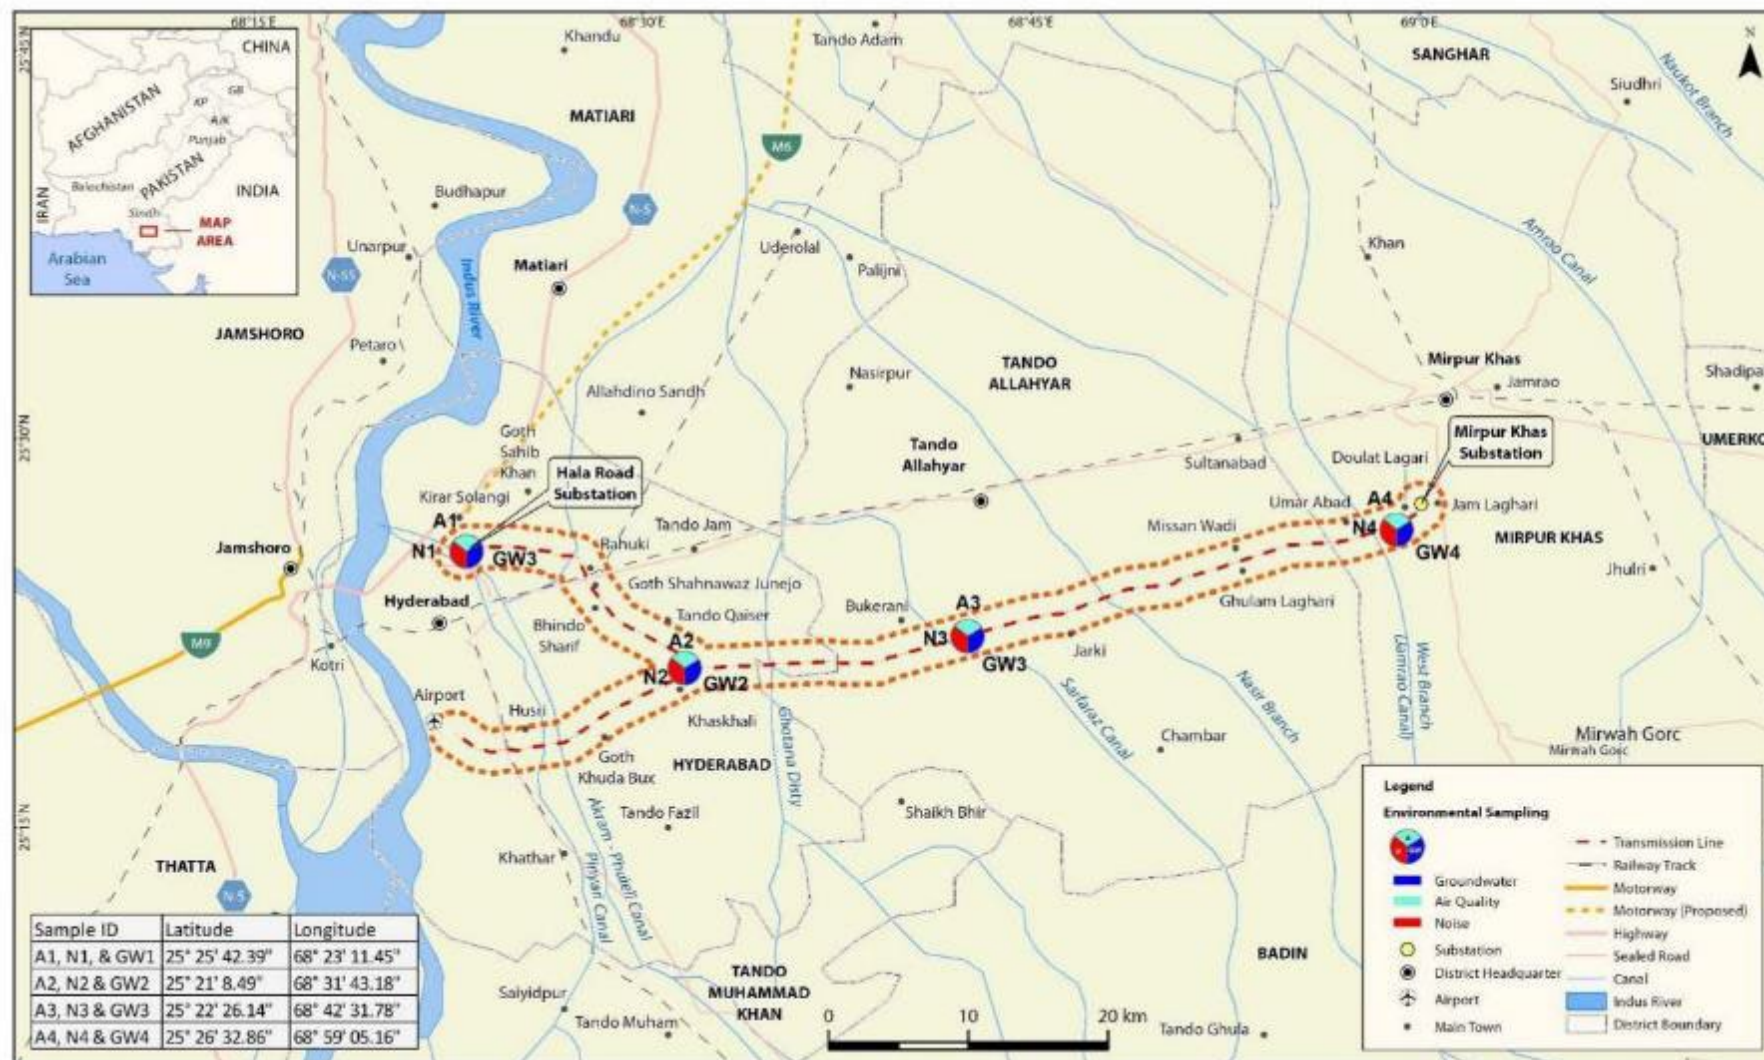 68°15'E
68°30'E
68°45'E
69°0'E
25°45'N
25°30'N
25°15'N
N
CHINA
AFGHANISTAN
KP
GB
AJK
Punjab
PAKISTAN
Balochistan
INDIA
IRAN
Sindh
MAP
AREA
Arabian
Sea
Khandu
Tando Adam
SANGHAR
Siudhri
Naukot Branch
MATIARI
M6
Budhapur
N-5
Unarpur
Uderolal
Palijni
Khan
Amrao Canal
N-55
Matiari
Indus River
JAMSHORO
Petaro
Nasirpur
TANDO
ALLAHYAR
Mirpur Khas
Jamrao
Shadipa
Allahdino Sandh
Goth
Sahib
Khan
Hala Road
Substation
Tando
Allahyar
Sultanabad
Doulat Lagari
Mirpur Khas
Substation
UMERKO
Kirar Solangi
A1
N1
GW3
Tando Jam
Rahuki
Missan Wadi
Umar Abad
A4
N4
GW4
Jam Laghari
MIRPUR KHAS
Jamshoro
Jhulri
Hyderabad
Goth Shahnawaz Junejo
Bukerani
A3
N3
GW3
Ghulam Laghari
Bhindo
Sharif
Tando Qaiser
A2
N2
GW2
Jarki
M9
Kotri
Airport
Husri
Khaskhali
Goth
Khuda Bux
HYDERABAD
Ghotana Disty
Sarfaraz Canal
Nasir Branch
West Branch
(Jamrao Canal)
Chambar
Mirwah Gorc
Mirwah Gorc
Tando Fazil
Shaikh Bhir
Khathar
Akram - Phuleli Canal
Pinyari Canal
THATTA
N-5
BADIN
TANDO
MUHAMMAD
KHAN
Saiyidpur
Tando Muham
Tando Ghula
0 10 20 km
Sample ID Latitude Longitude
A1, N1, & GW1 25° 25' 42.39" 68° 23' 11.45"
A2, N2 & GW2 25° 21' 8.49" 68° 31' 43.18"
A3, N3 & GW3 25° 22' 26.14" 68° 42' 31.78"
A4, N4 & GW4 25° 26' 32.86" 68° 59' 05.16"
Legend
Environmental Sampling
Groundwater
Air Quality
Noise
Substation
District Headquarter
Airport
Main Town
Transmission Line
Railway Track
Motorway
Motorway (Proposed)
Highway
Sealed Road
Canal
Indus River
District Boundary